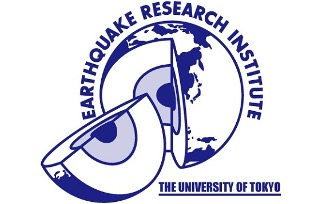 EARTHQUAKE RESEARCH INSTITUTE
THE UNIVERSITY OF TOKYO